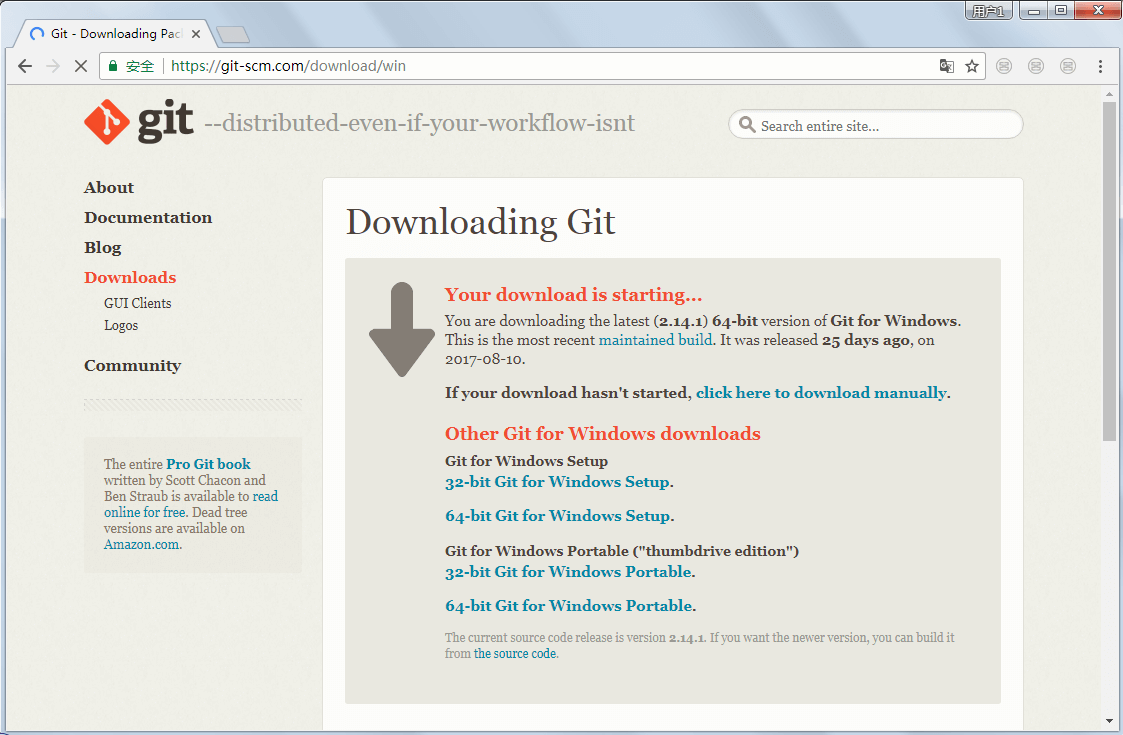 用户1
Git - Downloading Pac
安全
https://git-scm.com/download/win
git --distributed-even-if-your-workflow-isnt
Search entire site...
About
Documentation
Blog
Downloads
GUI Clients
Logos
Community
The entire Pro Git book
written by Scott Chacon and
Ben Straub is available to read
online for free. Dead tree
versions are available on
Amazon.com.
Downloading Git
Your download is starting...
You are downloading the latest (2.14.1) 64-bit version of Git for Windows.
This is the most recent maintained build. It was released 25 days ago, on
2017-08-10.
If your download hasn't started, click here to download manually.
Other Git for Windows downloads
Git for Windows Setup
32-bit Git for Windows Setup.
64-bit Git for Windows Setup.
Git for Windows Portable ("thumbdrive edition")
32-bit Git for Windows Portable.
64-bit Git for Windows Portable.
The current source code release is version 2.14.1. If you want the newer version, you can build it
from the source code.